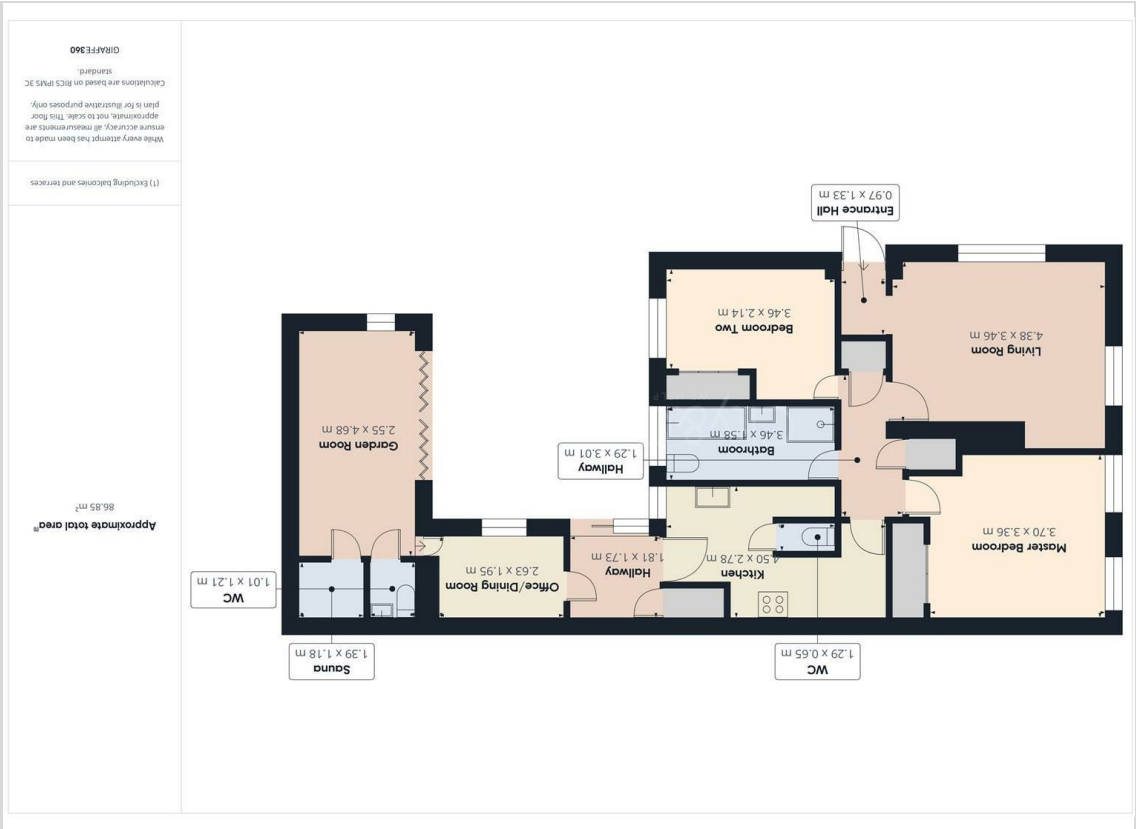 WC
1.29 x 0.65 m
Sauna
1.39 x 1.18 m
WC
1.01 x 1.21 m
Master Bedroom
3.70 x 3.36 m
Kitchen
4.50 x 2.78 m
Hallway
1.81 x 1.73 m
Office/Dining Room
2.63 x 1.95 m
Hallway
1.29 x 3.01 m
Bathroom
3.46 x 1.58 m
Garden Room
2.55 x 4.68 m
Living Room
4.38 x 3.46 m
Bedroom Two
3.46 x 2.14 m
Entrance Hall
0.97 x 1.33 m
Approximate total area(1)
86.85 m²
(1) Excluding balconies and terraces
While every attempt has been made to
ensure accuracy, all measurements are
approximate, not to scale. This floor
plan is for illustrative purposes only.
Calculations are based on RICS IPMS 3C
standard.
GIRAFFE360